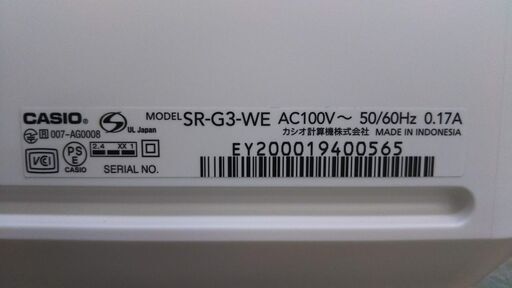 CASIO® S UL Japan MODEL SR-G3-WE AC100V～ 50/60Hz 0.17A
R 007-AG0008 カシオ計算機株式会社 MADE IN INDONESIA
VCI PS E CASIO 2.4 XX 1
SERIAL NO. EY200019400565